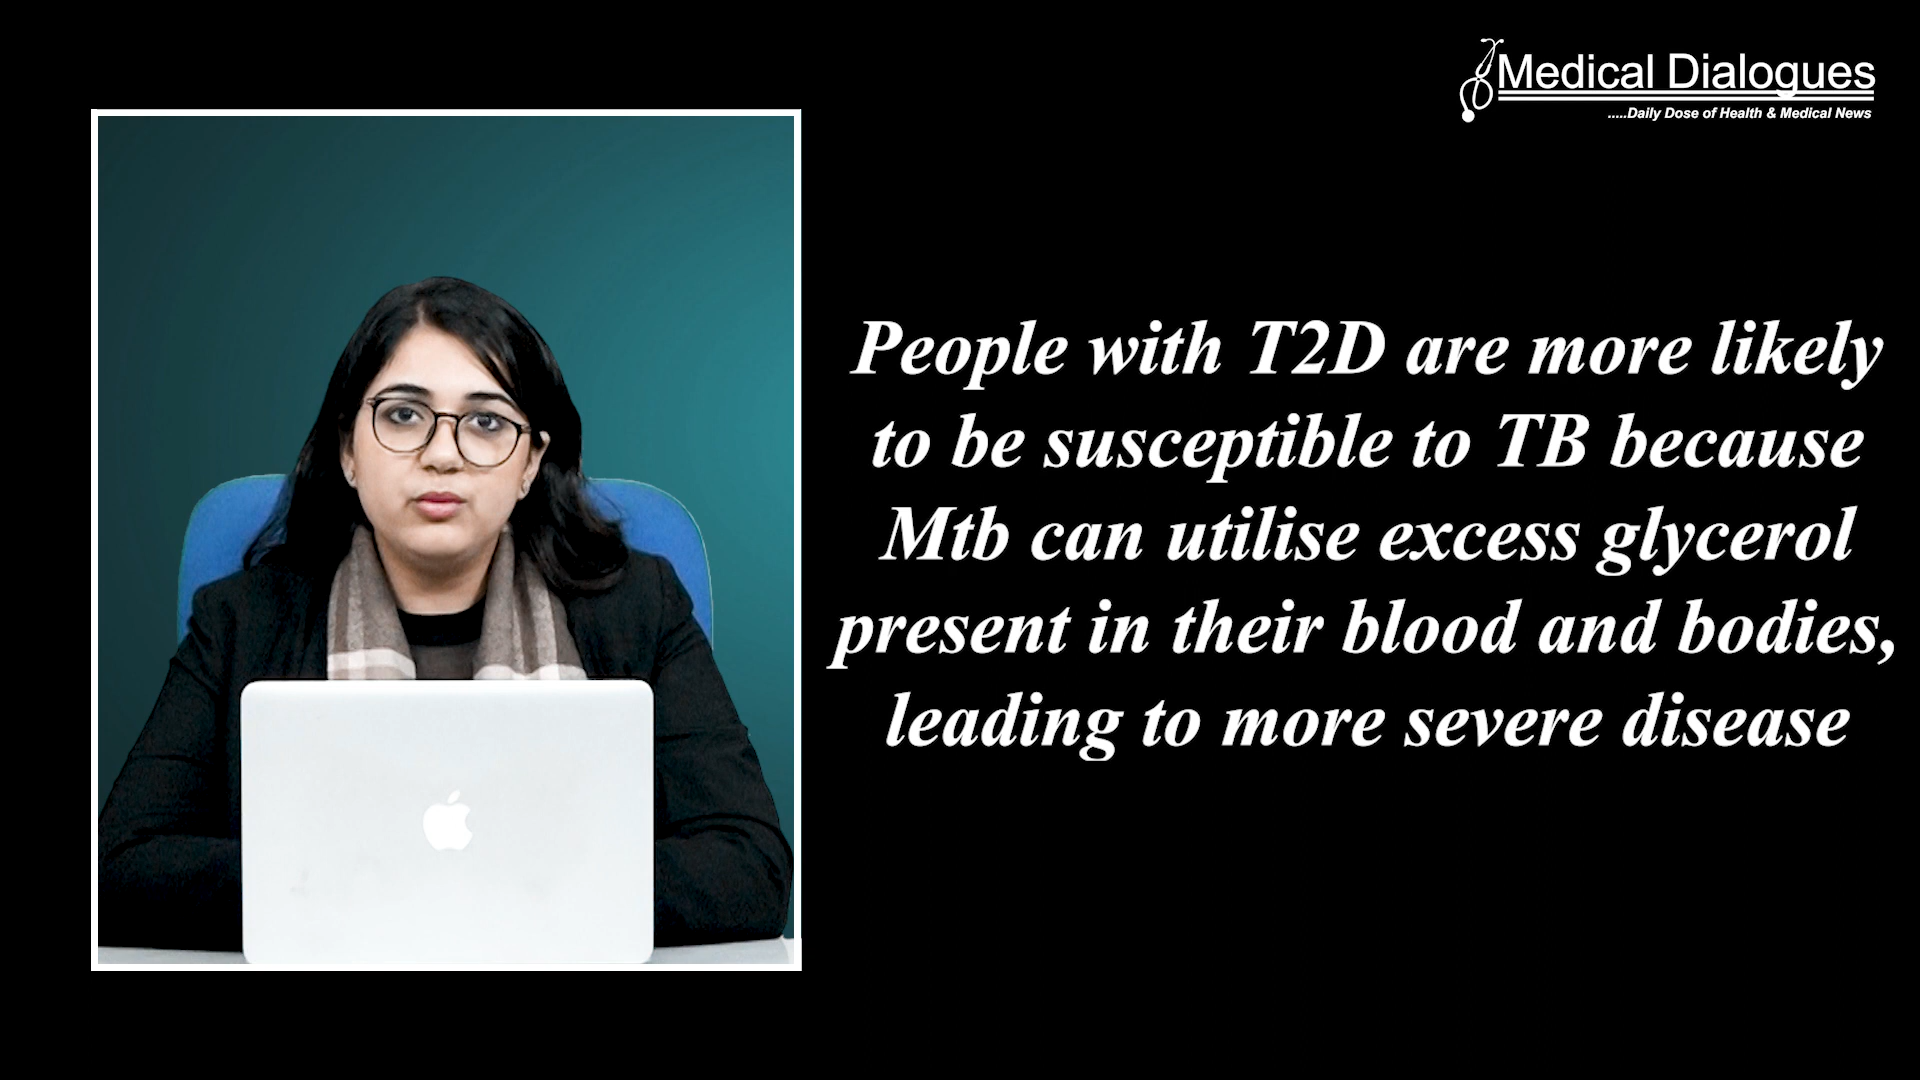 Medical Dialogues
.....Daily Dose of Health & Medical News
People with T2D are more likely
to be susceptible to TB because
Mtb can utilise excess glycerol
present in their blood and bodies,
leading to more severe disease